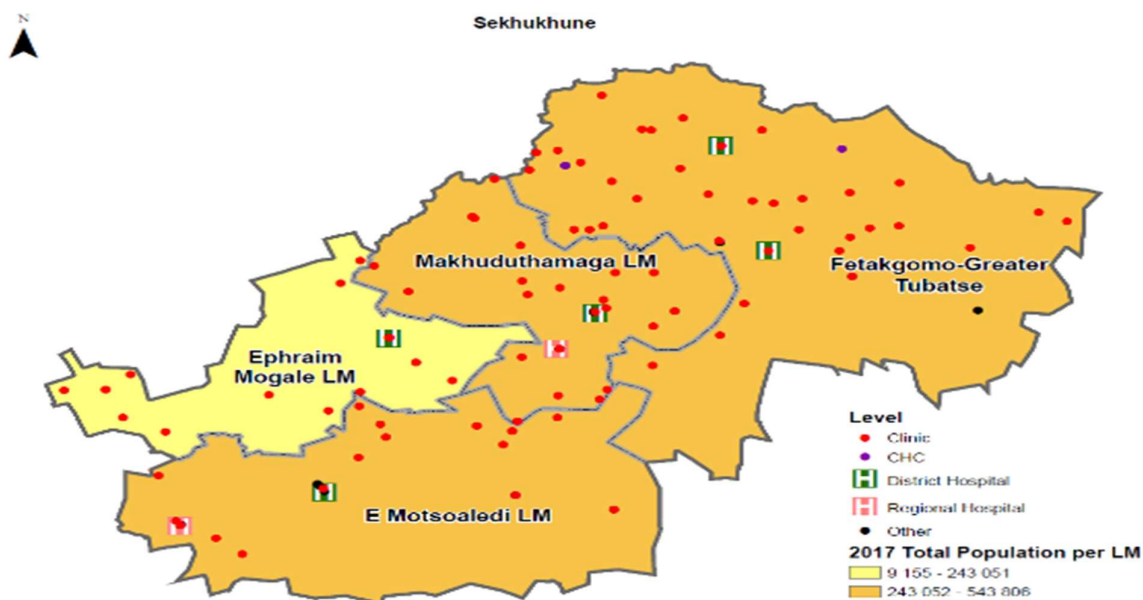 Sekhukhune
N
Makhuduthamaga LM
Fetakgomo-Greater
Tubatse
Ephraim
Mogale LM
E Motsoaledi LM
Level
Clinic
CHC
District Hospital
Regional Hospital
Other
2017 Total Population per LM
9 155 - 243 051
243 052 - 543 806